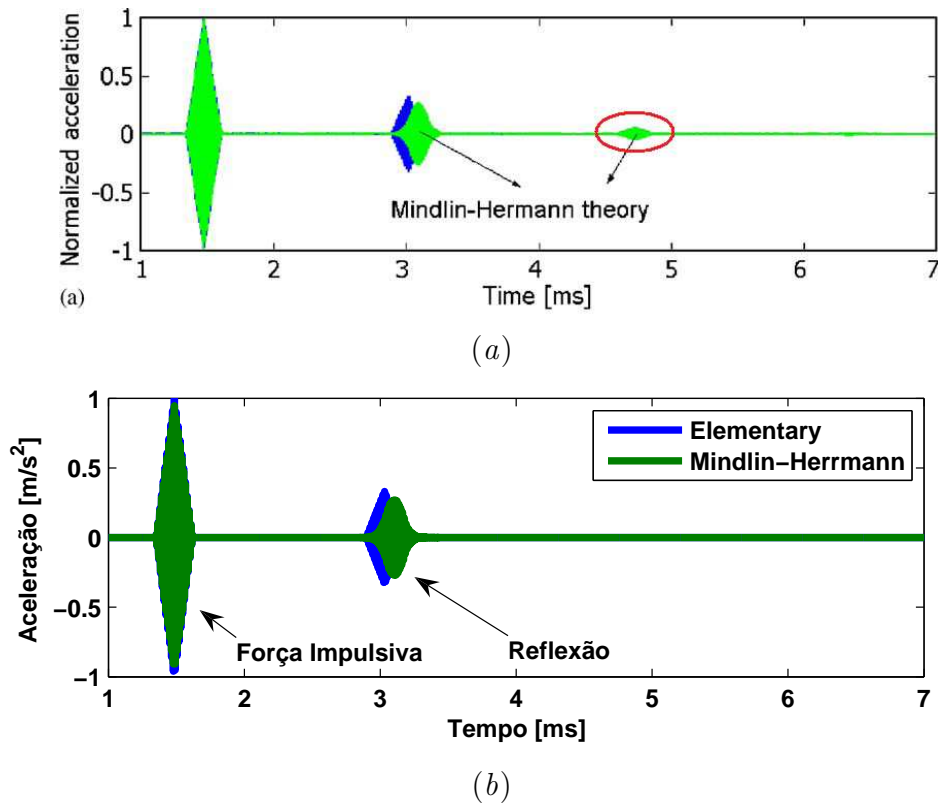 1
0.5
0
-0.5
-1
Normalized acceleration
Mindlin-Hermann theory
1 2 3 4 5 6 7
Time [ms]
(a)
(a)
1
0.5
0
−0.5
−1
Aceleração [m/s²]
Elementary
Mindlin−Herrmann
Força Impulsiva
Reflexão
1 2 3 4 5 6 7
Tempo [ms]
(b)